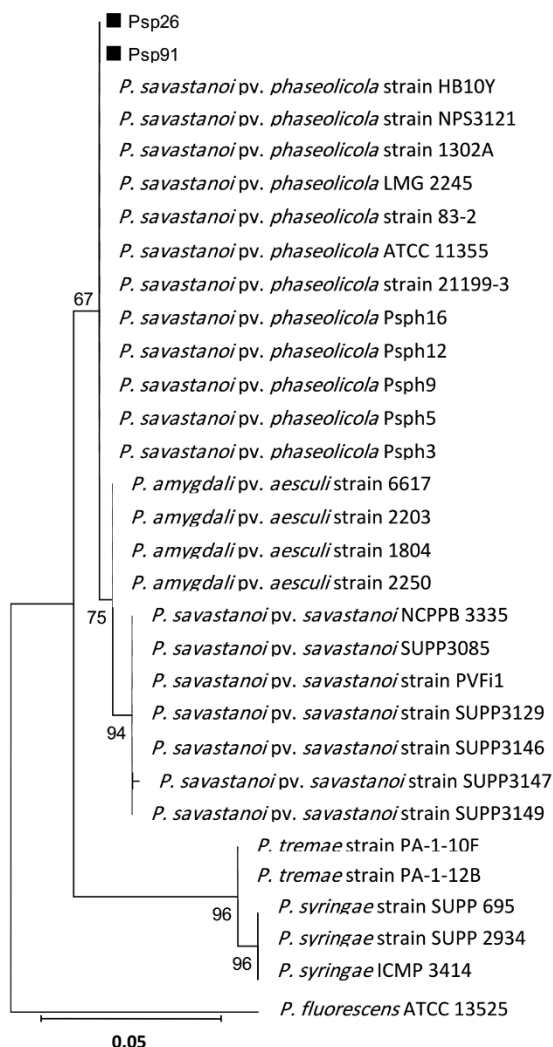 Psp26
Psp91
P. savastanoi pv. phaseolicola strain HB10Y
P. savastanoi pv. phaseolicola strain NPS3121
P. savastanoi pv. phaseolicola strain 1302A
P. savastanoi pv. phaseolicola LMG 2245
P. savastanoi pv. phaseolicola strain 83-2
P. savastanoi pv. phaseolicola ATCC 11355
P. savastanoi pv. phaseolicola strain 21199-3
67
P. savastanoi pv. phaseolicola Psph16
P. savastanoi pv. phaseolicola Psph12
P. savastanoi pv. phaseolicola Psph9
P. savastanoi pv. phaseolicola Psph5
P. savastanoi pv. phaseolicola Psph3
P. amygdali pv. aesculi strain 6617
P. amygdali pv. aesculi strain 2203
P. amygdali pv. aesculi strain 1804
P. amygdali pv. aesculi strain 2250
75
P. savastanoi pv. savastanoi NCPPB 3335
P. savastanoi pv. savastanoi SUPP3085
P. savastanoi pv. savastanoi strain PVFi1
P. savastanoi pv. savastanoi strain SUPP3129
94
P. savastanoi pv. savastanoi strain SUPP3146
P. savastanoi pv. savastanoi strain SUPP3147
P. savastanoi pv. savastanoi strain SUPP3149
P. tremae strain PA-1-10F
P. tremae strain PA-1-12B
96
P. syringae strain SUPP 695
P. syringae strain SUPP 2934
96
P. syringae ICMP 3414
P. fluorescens ATCC 13525
0.05